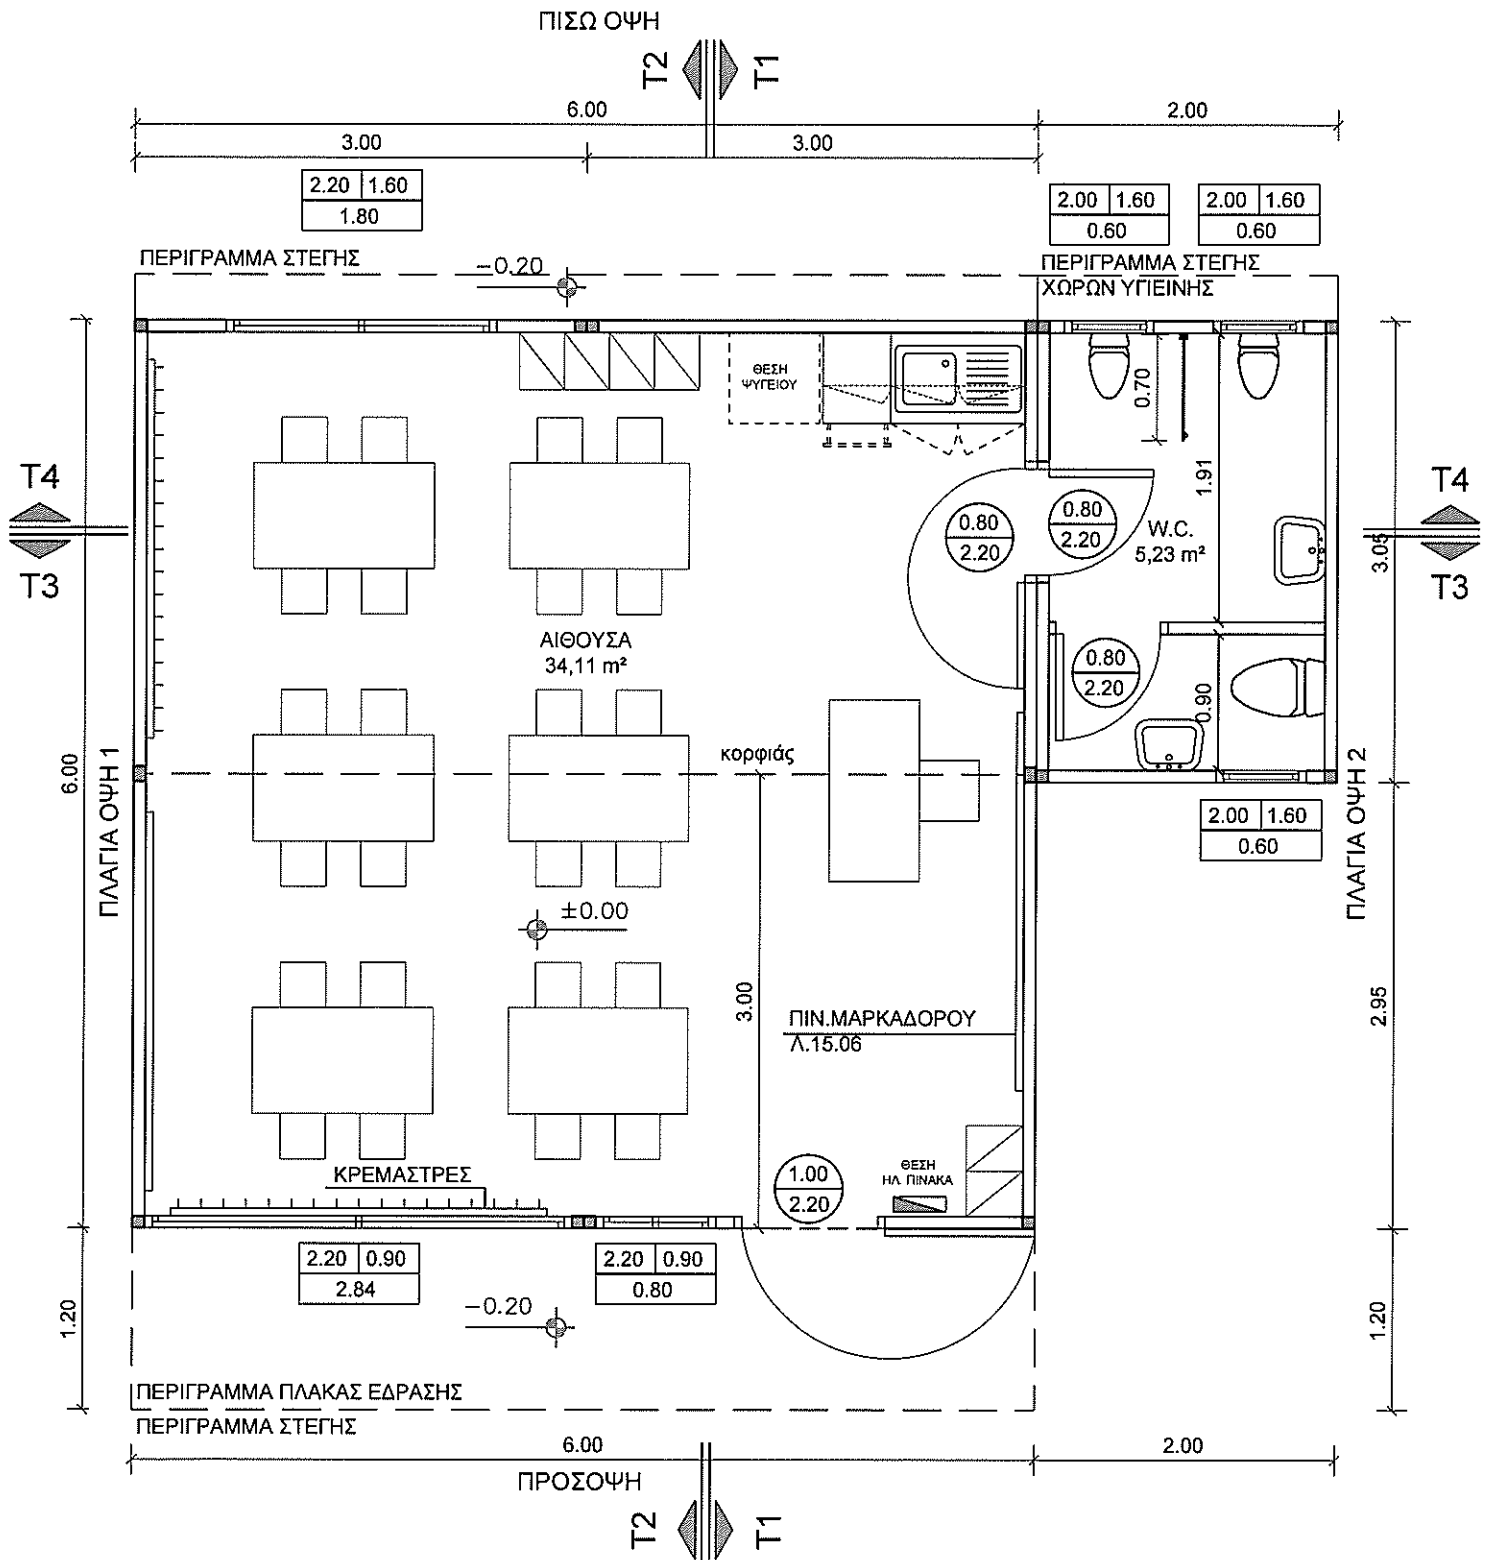 ΠΙΣΩ ΟΨΗ
T2 T1
6.00 2.00
3.00 3.00
2.20 1.60
1.80
2.00 1.60
0.60
2.00 1.60
0.60
ΠΕΡΙΓΡΑΜΜΑ ΣΤΕΓΗΣ
−0.20
ΠΕΡΙΓΡΑΜΜΑ ΣΤΕΓΗΣ
ΧΩΡΩΝ ΥΓΙΕΙΝΗΣ
ΘΕΣΗ
ΨΥΓΕΙΟΥ
0.70
1.91
T4
T3
T4
T3
3.05
0.80
2.20
0.80
2.20
W.C.
5,23 m²
ΑΙΘΟΥΣΑ
34,11 m²
0.80
2.20
0.90
6.00
ΠΛΑΓΙΑ ΟΨΗ 1
κορφιάς
2.00 1.60
0.60
ΠΛΑΓΙΑ ΟΨΗ 2
±0.00
3.00
2.95
ΠΙΝ.ΜΑΡΚΑΔΟΡΟΥ
Λ.15.06
ΚΡΕΜΑΣΤΡΕΣ
1.00
2.20
ΘΕΣΗ
ΗΛ. ΠΙΝΑΚΑ
2.20 0.90
2.84
2.20 0.90
0.80
−0.20
1.20
1.20
ΠΕΡΙΓΡΑΜΜΑ ΠΛΑΚΑΣ ΕΔΡΑΣΗΣ
ΠΕΡΙΓΡΑΜΜΑ ΣΤΕΓΗΣ
6.00 2.00
ΠΡΟΣΟΨΗ
T2 T1